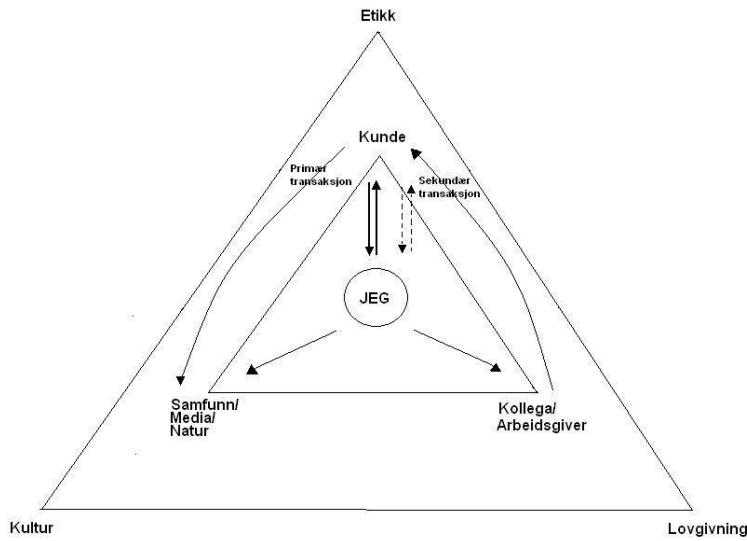 Etikk
Kunde
Primær
transaksjon
Sekundær
transaksjon
JEG
Samfunn/
Media/
Natur
Kollega/
Arbeidsgiver
Kultur
Lovgivning